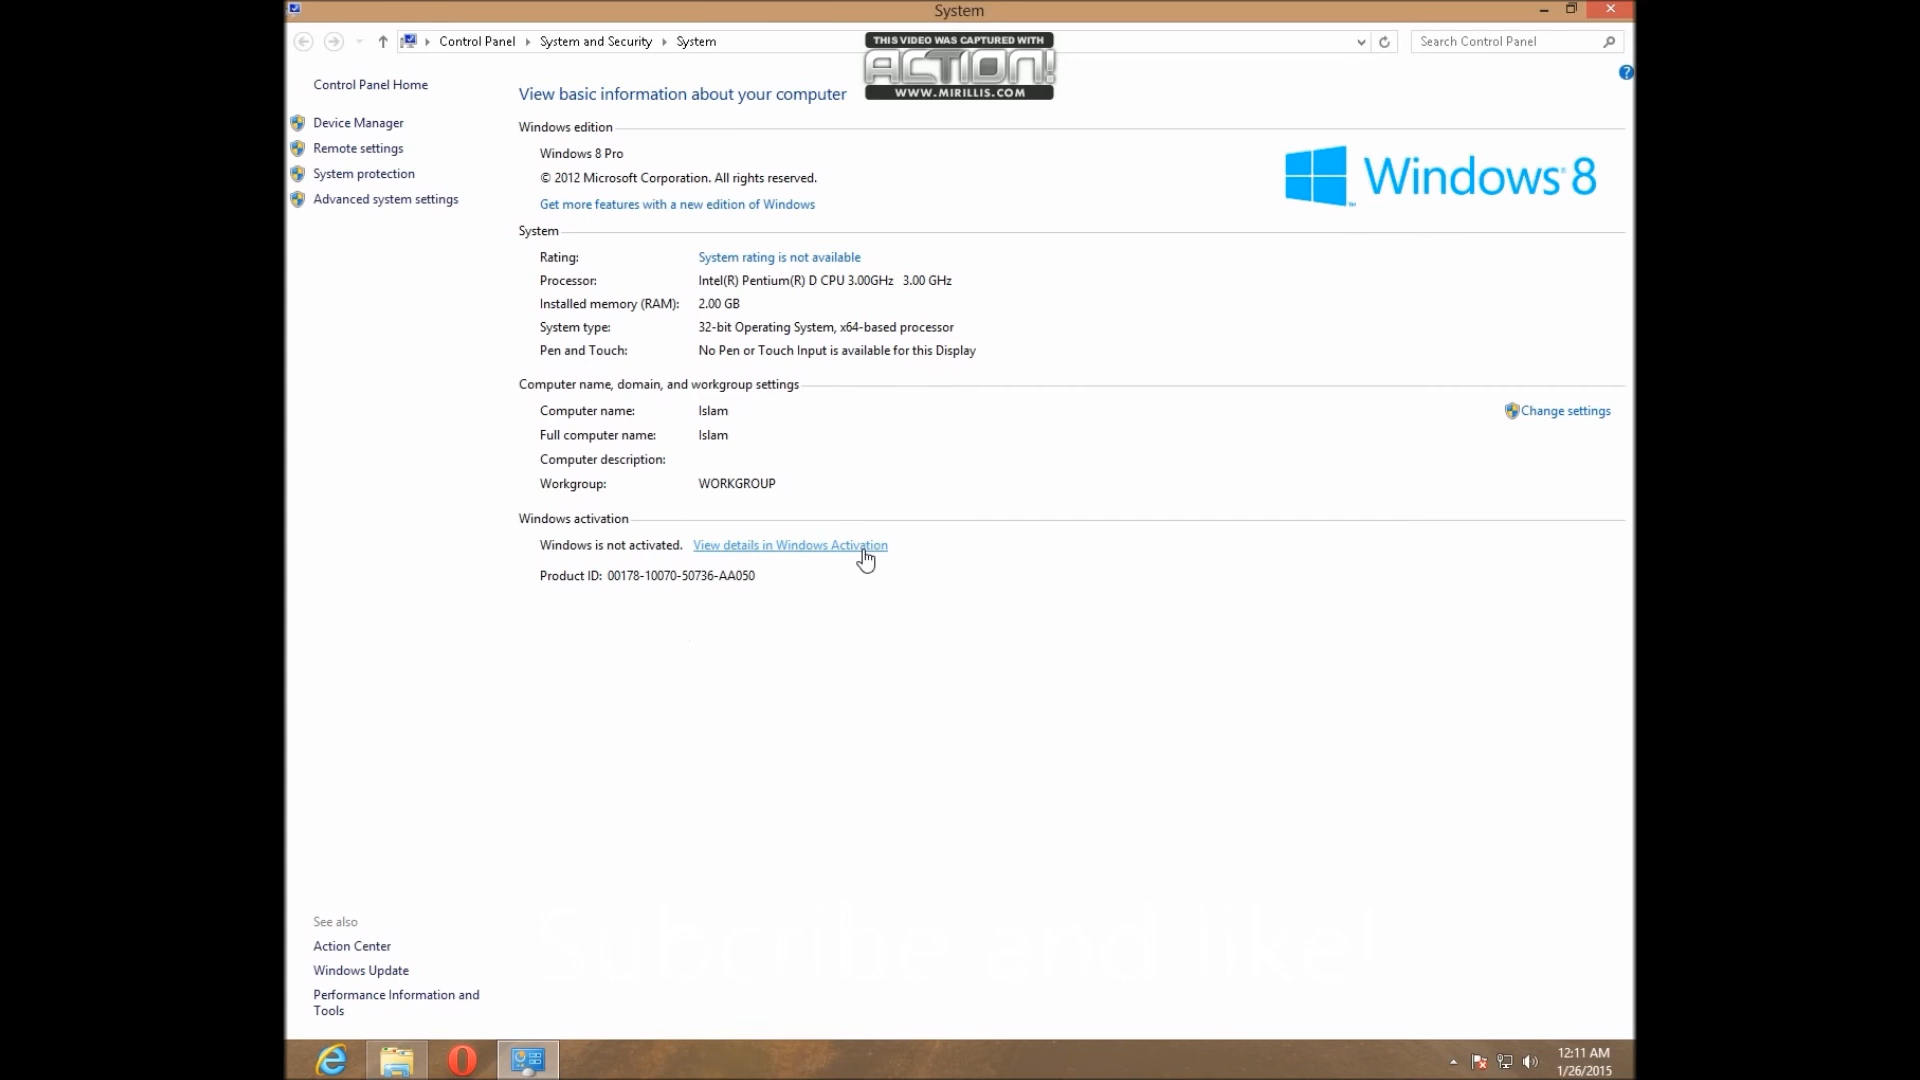 System
Control Panel
System and Security
System
THIS VIDEO WAS CAPTURED WITH
ACTION!
WWW.MIRILLIS.COM
Search Control Panel
?
Control Panel Home
Device Manager
Remote settings
System protection
Advanced system settings
View basic information about your computer
Windows edition
Windows 8 Pro
© 2012 Microsoft Corporation. All rights reserved.
Get more features with a new edition of Windows
Windows 8
System
Rating: System rating is not available
Processor: Intel(R) Pentium(R) D CPU 3.00GHz 3.00 GHz
Installed memory (RAM): 2.00 GB
System type: 32-bit Operating System, x64-based processor
Pen and Touch: No Pen or Touch Input is available for this Display
Computer name, domain, and workgroup settings
Computer name: Islam
Change settings
Full computer name: Islam
Computer description:
Workgroup: WORKGROUP
Windows activation
Windows is not activated. View details in Windows Activation
Product ID: 00178-10070-50736-AA050
See also
Action Center
Windows Update
Performance Information and
Tools
Subcribe and like!
12:11 AM
1/26/2015